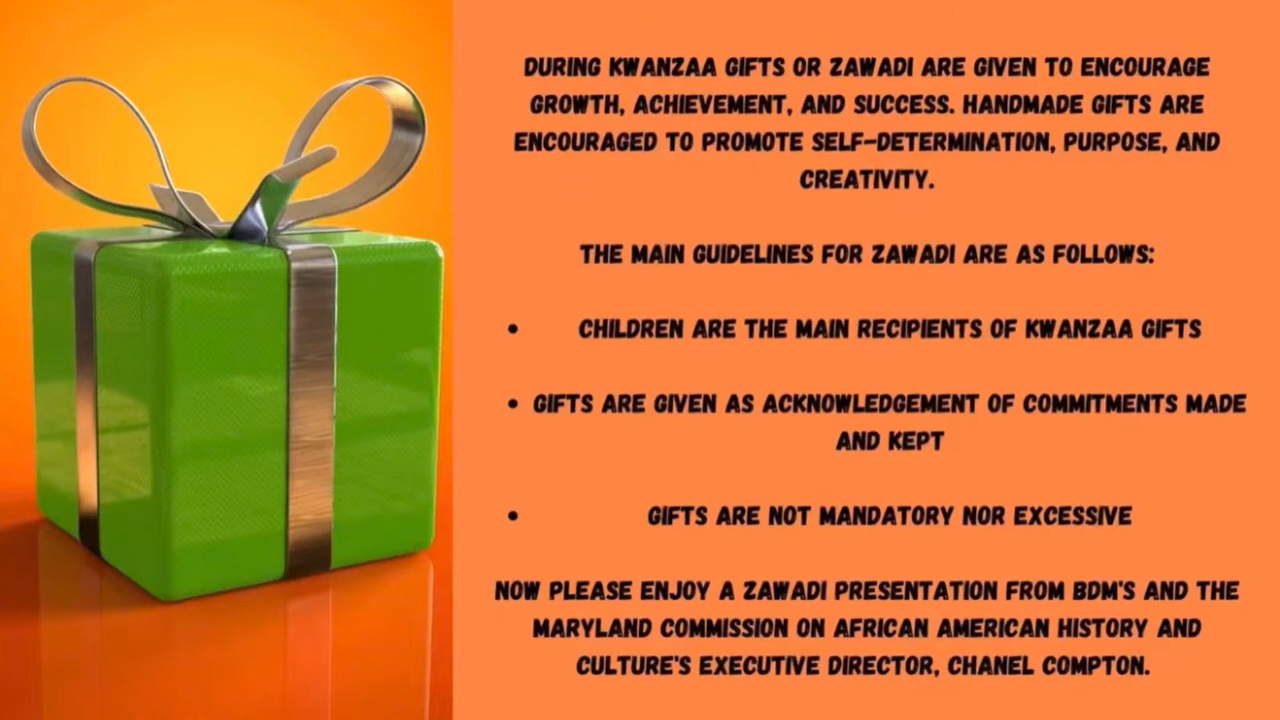 DURING KWANZAA GIFTS OR ZAWADI ARE GIVEN TO ENCOURAGE
GROWTH, ACHIEVEMENT, AND SUCCESS. HANDMADE GIFTS ARE
ENCOURAGED TO PROMOTE SELF-DETERMINATION, PURPOSE, AND
CREATIVITY.
THE MAIN GUIDELINES FOR ZAWADI ARE AS FOLLOWS:
• CHILDREN ARE THE MAIN RECIPIENTS OF KWANZAA GIFTS
• GIFTS ARE GIVEN AS ACKNOWLEDGEMENT OF COMMITMENTS MADE
AND KEPT
• GIFTS ARE NOT MANDATORY NOR EXCESSIVE
NOW PLEASE ENJOY A ZAWADI PRESENTATION FROM BDM'S AND THE
MARYLAND COMMISSION ON AFRICAN AMERICAN HISTORY AND
CULTURE'S EXECUTIVE DIRECTOR, CHANEL COMPTON.